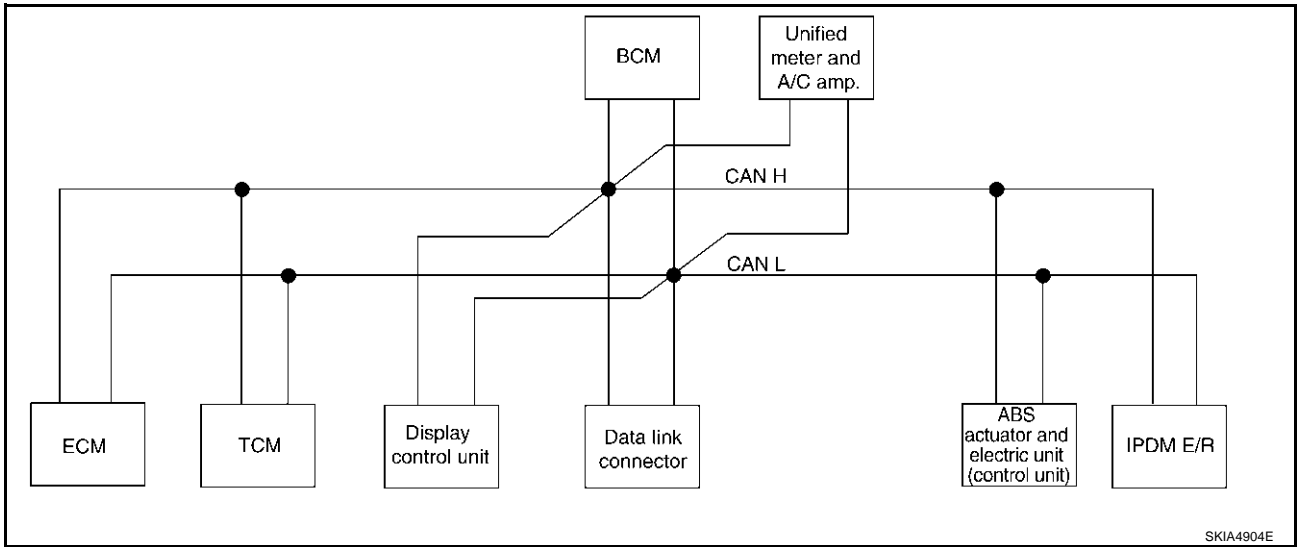 BCM
Unified
meter and
A/C amp.
CAN H
CAN L
ECM
TCM
Display
control unit
Data link
connector
ABS
actuator and
electric unit
(control unit)
IPDM E/R
SKIA4904E